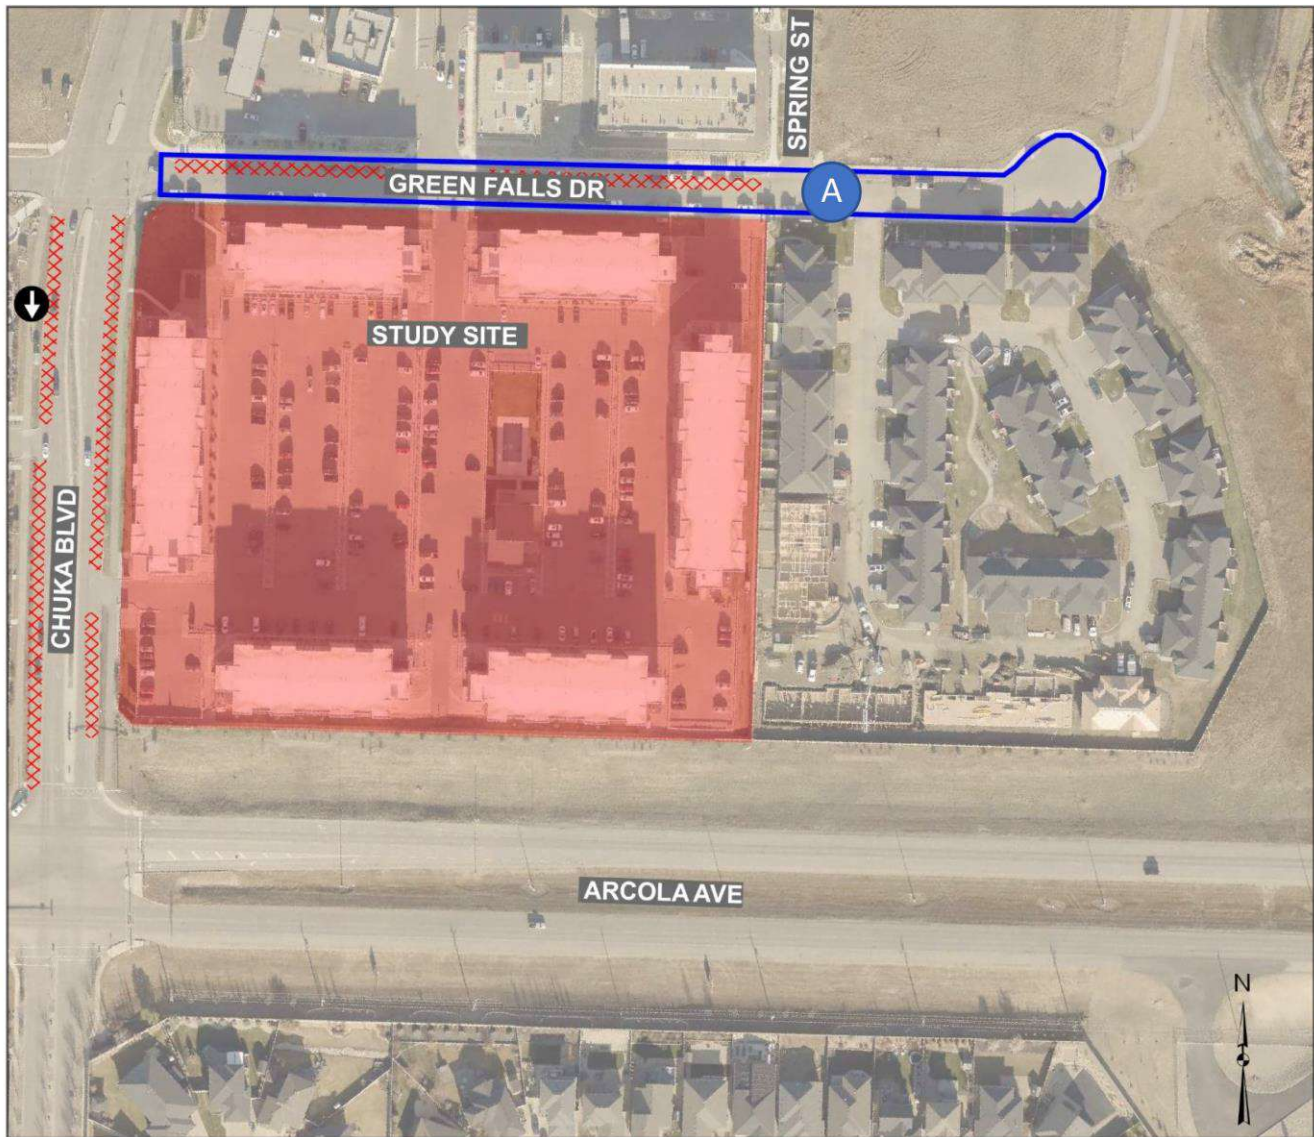 SPRING ST
GREEN FALLS DR
A
STUDY SITE
CHUKA BLVD
ARCOLA AVE
N